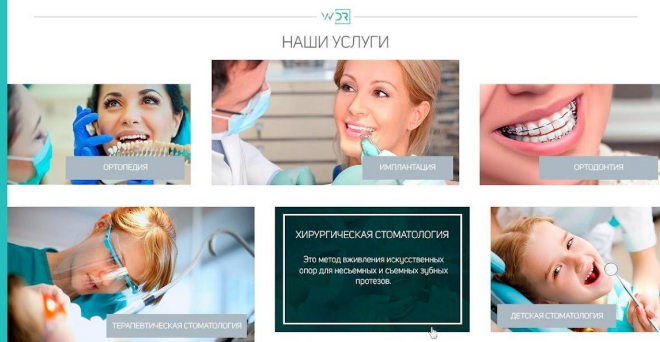 WDR
НАШИ УСЛУГИ
ОРТОПЕДИЯ
ИМПЛАНТАЦИЯ
ОРТОДОНТИЯ
ТЕРАПЕВТИЧЕСКАЯ СТОМАТОЛОГИЯ
ХИРУРГИЧЕСКАЯ СТОМАТОЛОГИЯ
Это метод вживления искусственных
опор для несъемных и съемных зубных
протезов.
ДЕТСКАЯ СТОМАТОЛОГИЯ